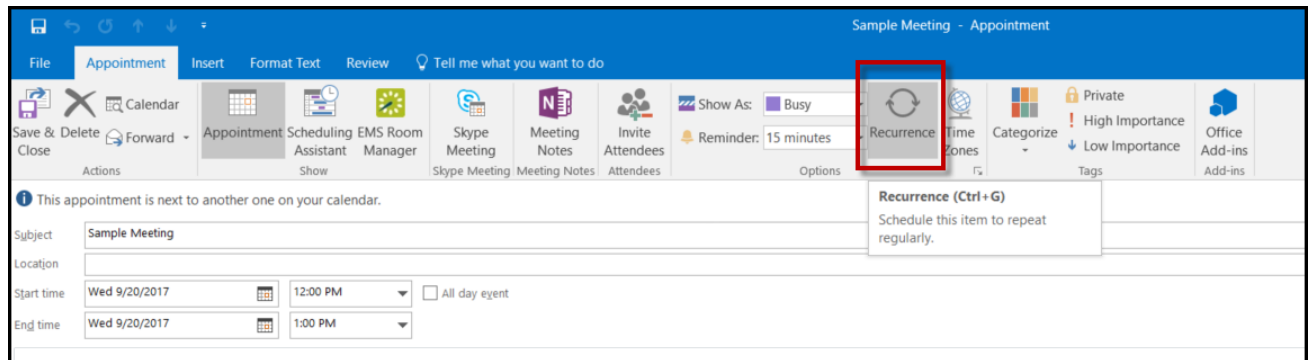 Sample Meeting - Appointment
File Appointment Insert Format Text Review Tell me what you want to do
Save & Close
Delete
Calendar
Forward
Actions
Appointment
Scheduling Assistant
EMS Room Manager
Show
Skype Meeting
Skype Meeting
Meeting Notes
Meeting Notes
Invite Attendees
Attendees
Show As: Busy
Reminder: 15 minutes
Recurrence
Time Zones
Options
Categorize
Private
High Importance
Low Importance
Tags
Office Add-ins
Add-ins
Recurrence (Ctrl+G)
Schedule this item to repeat
regularly.
This appointment is next to another one on your calendar.
Subject Sample Meeting
Location
Start time Wed 9/20/2017 12:00 PM All day event
End time Wed 9/20/2017 1:00 PM